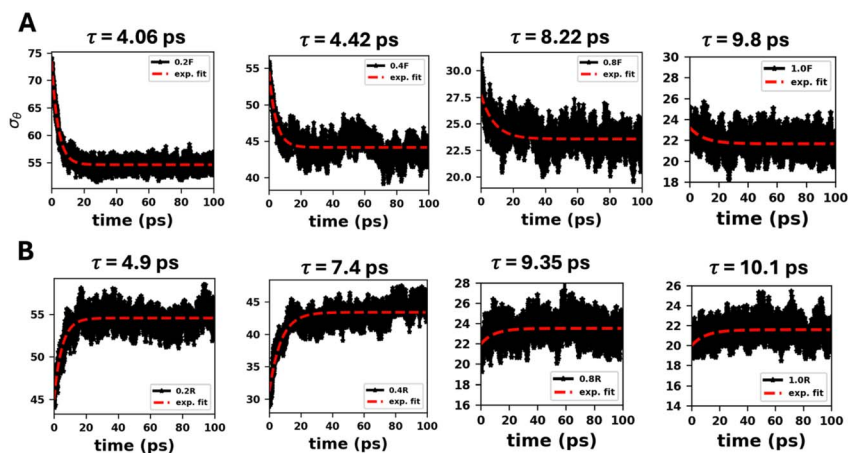 A
τ = 4.06 ps
τ = 4.42 ps
τ = 8.22 ps
τ = 9.8 ps
75
70
65
60
55
σθ
0.2F
exp. fit
0 20 40 60 80 100
time (ps)
55
50
45
40
0.4F
exp. fit
0 20 40 60 80 100
time (ps)
30.0
27.5
25.0
22.5
20.0
0.8F
exp. fit
0 20 40 60 80 100
time (ps)
30
28
26
24
22
20
18
1.0F
exp. fit
0 20 40 60 80 100
time (ps)
B
τ = 4.9 ps
τ = 7.4 ps
τ = 9.35 ps
τ = 10.1 ps
55
50
45
0.2R
exp. fit
0 20 40 60 80 100
time (ps)
45
40
35
30
0.4R
exp. fit
0 20 40 60 80 100
time (ps)
28
26
24
22
20
18
16
0.8R
exp. fit
0 20 40 60 80 100
time (ps)
26
24
22
20
18
16
14
1.0R
exp. fit
0 20 40 60 80 100
time (ps)